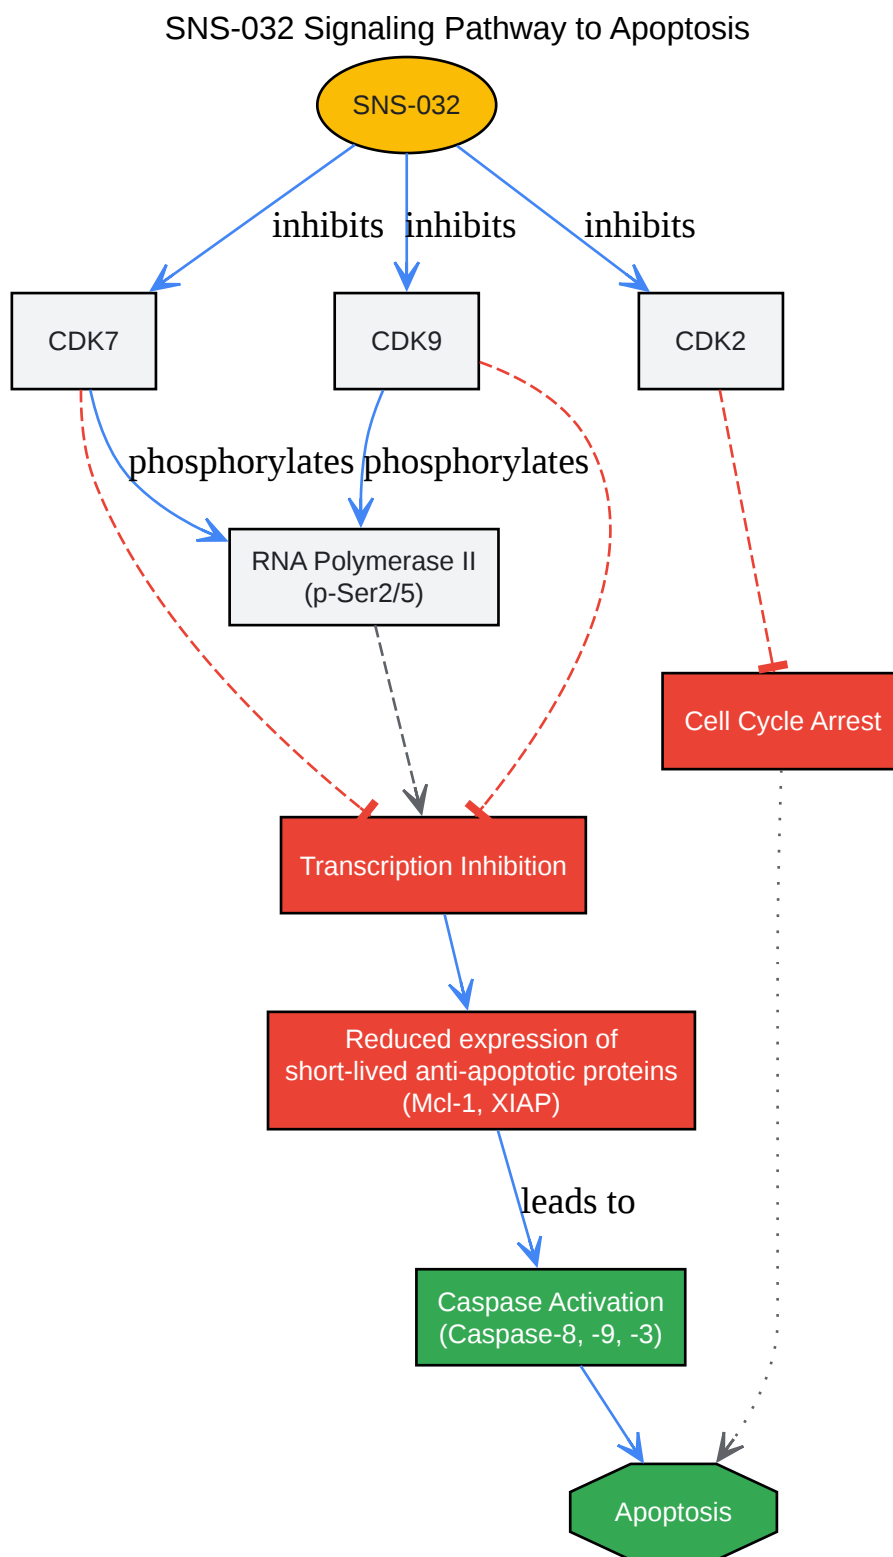 SNS-032 Signaling Pathway to Apoptosis
SNS-032
inhibits
inhibits
inhibits
CDK7
CDK9
CDK2
phosphorylates
phosphorylates
RNA Polymerase II
(p-Ser2/5)
Cell Cycle Arrest
Transcription Inhibition
Reduced expression of
short-lived anti-apoptotic proteins
(Mcl-1, XIAP)
leads to
Caspase Activation
(Caspase-8, -9, -3)
Apoptosis